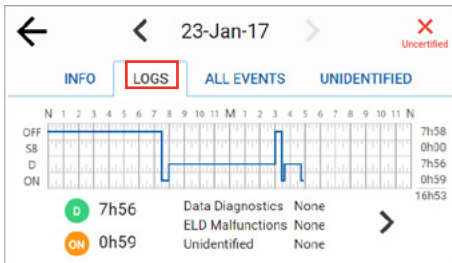 23-Jan-17
Uncertified
INFO LOGS ALL EVENTS UNIDENTIFIED
N 1 2 3 4 5 6 7 8 9 10 11 M 1 2 3 4 5 6 7 8 9 10 11 N
OFF 7h58
SB 0h00
D 7h56
ON 0h59
16h53
D 7h56 Data Diagnostics None
ELD Malfunctions None
ON 0h59 Unidentified None